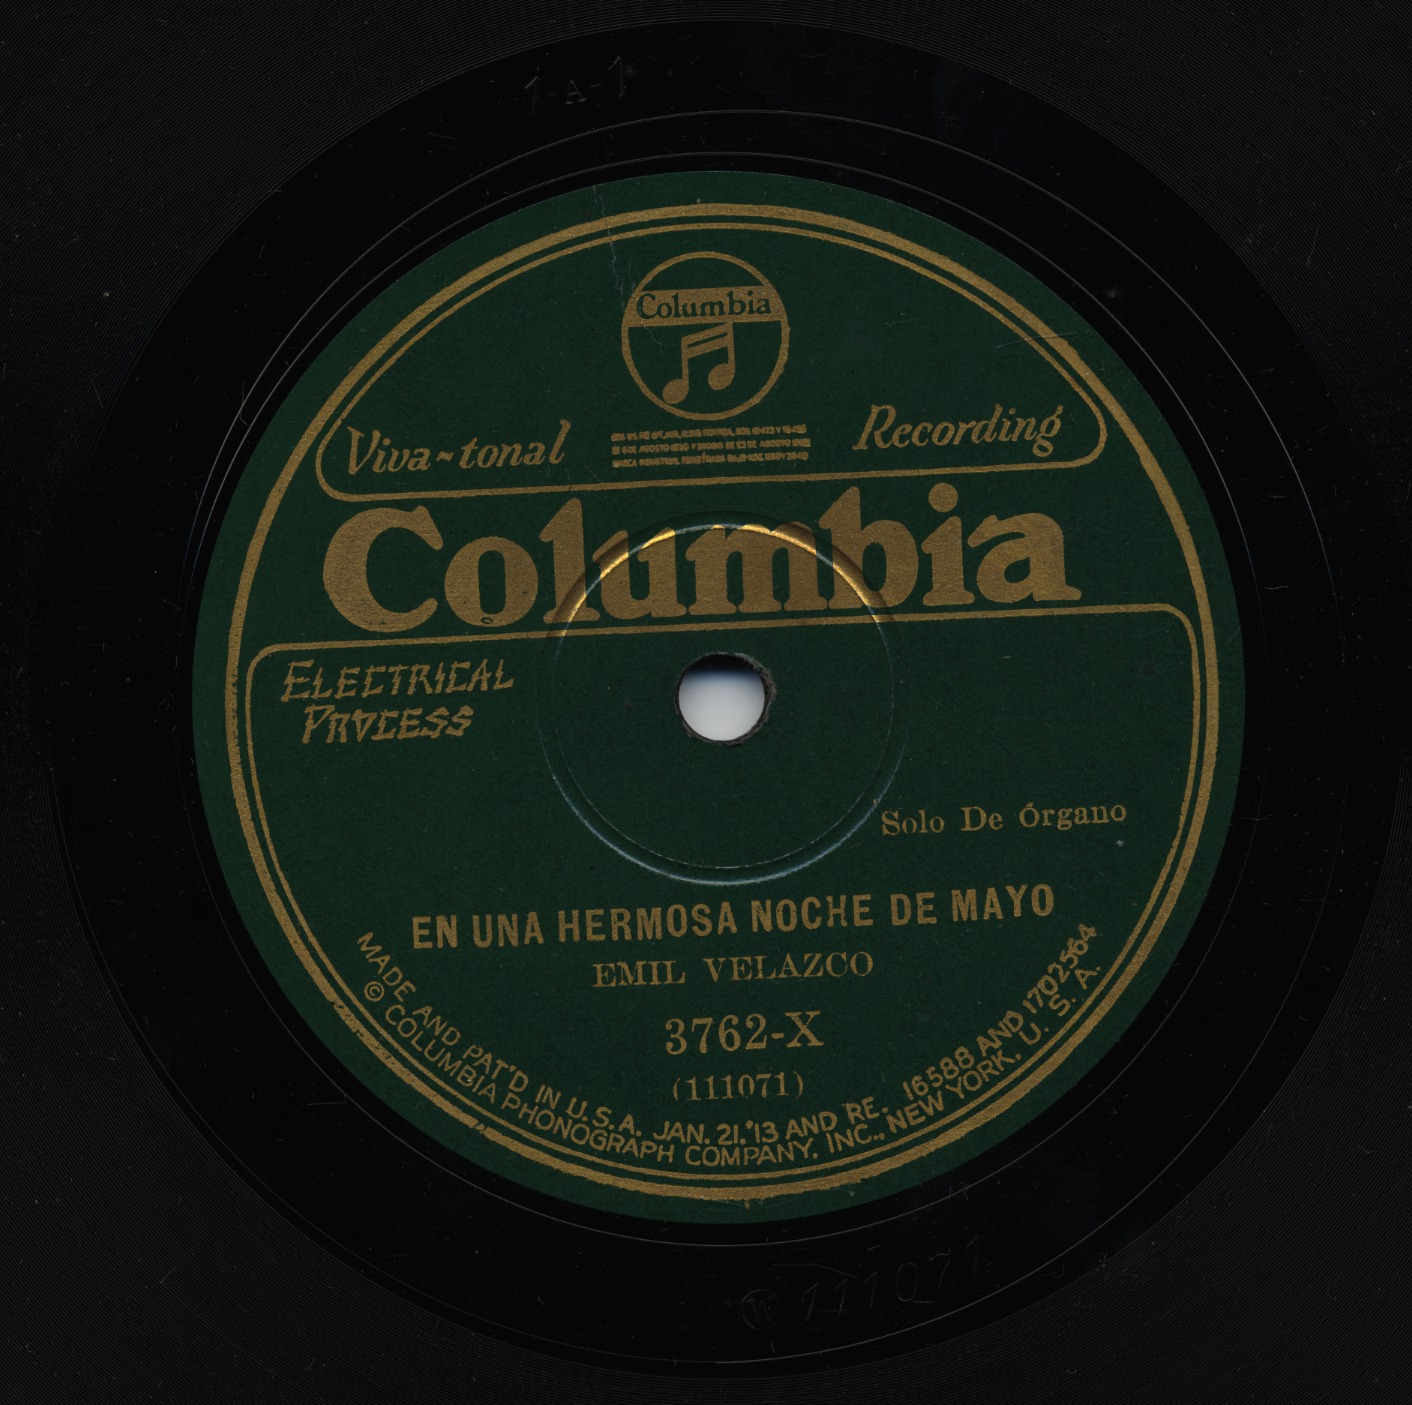 1-A-1
Columbia
Viva-tonal
Recording
Columbia
ELECTRICAL
PROCESS
Solo De Órgano
EN UNA HERMOSA NOCHE DE MAYO
EMIL VELAZCO
3762-X
(111071)
MADE AND PAT'D IN U.S.A. JAN. 21, '13 AND RE. 16588 AND 1702564
© COLUMBIA PHONOGRAPH COMPANY, INC., NEW YORK, U. S. A.
W 111071